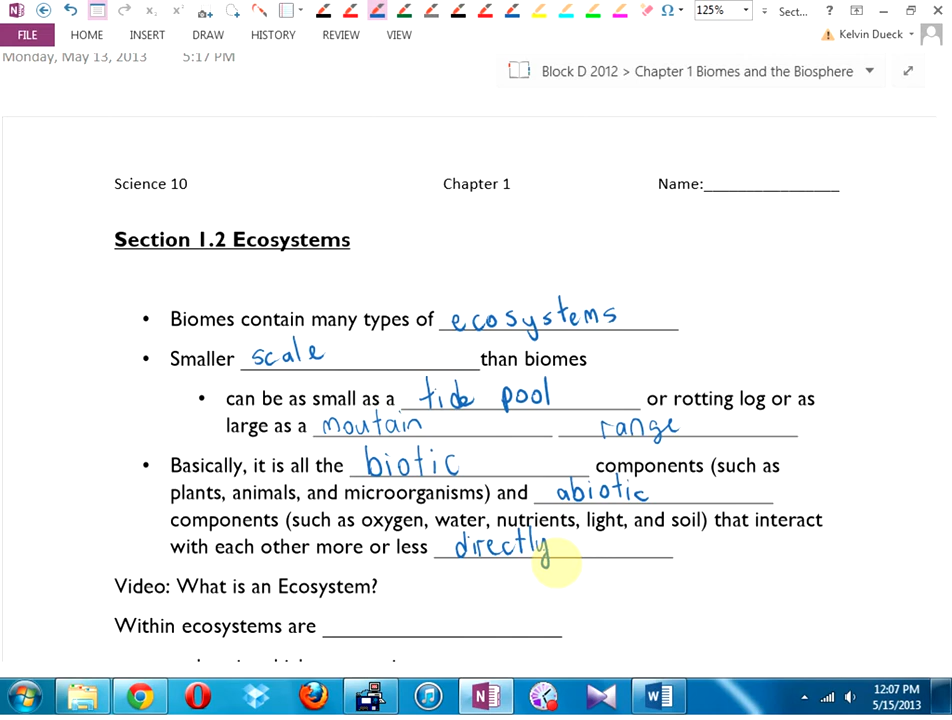 125% Sect...
FILE HOME INSERT DRAW HISTORY REVIEW VIEW Kelvin Dueck
Monday, May 13, 2013 5:17 PM
Block D 2012 > Chapter 1 Biomes and the Biosphere
Science 10 Chapter 1 Name:________________
Section 1.2 Ecosystems
• Biomes contain many types of ecosystems
• Smaller scale than biomes
• can be as small as a tide pool or rotting log or as
large as a moutain range
• Basically, it is all the biotic components (such as
plants, animals, and microorganisms) and abiotic
components (such as oxygen, water, nutrients, light, and soil) that interact
with each other more or less directly
Video: What is an Ecosystem?
Within ecosystems are ___________________________
12:07 PM
5/15/2013